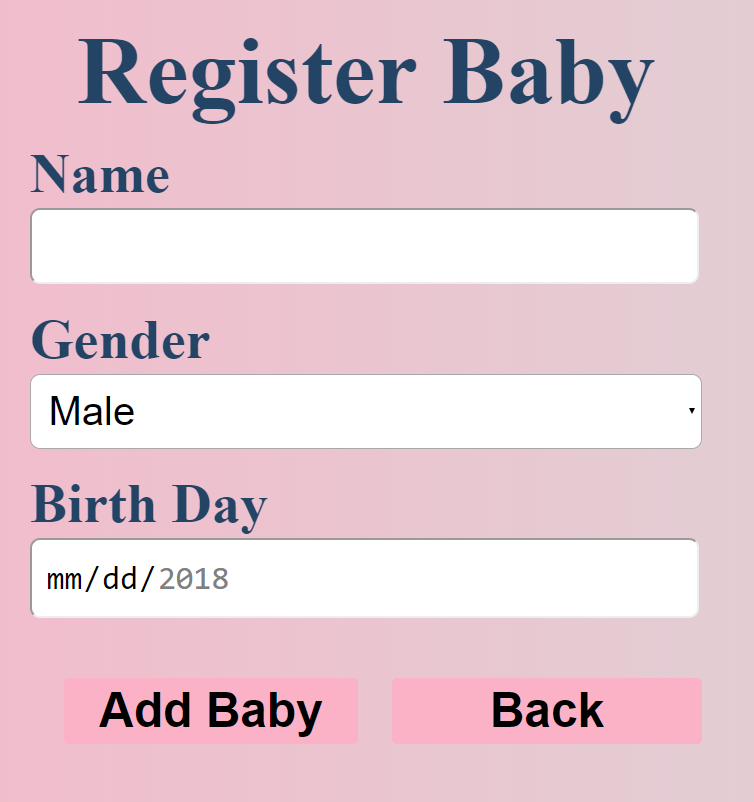 Register Baby
Name
Gender
Male
Birth Day
mm/dd/2018
Add Baby Back